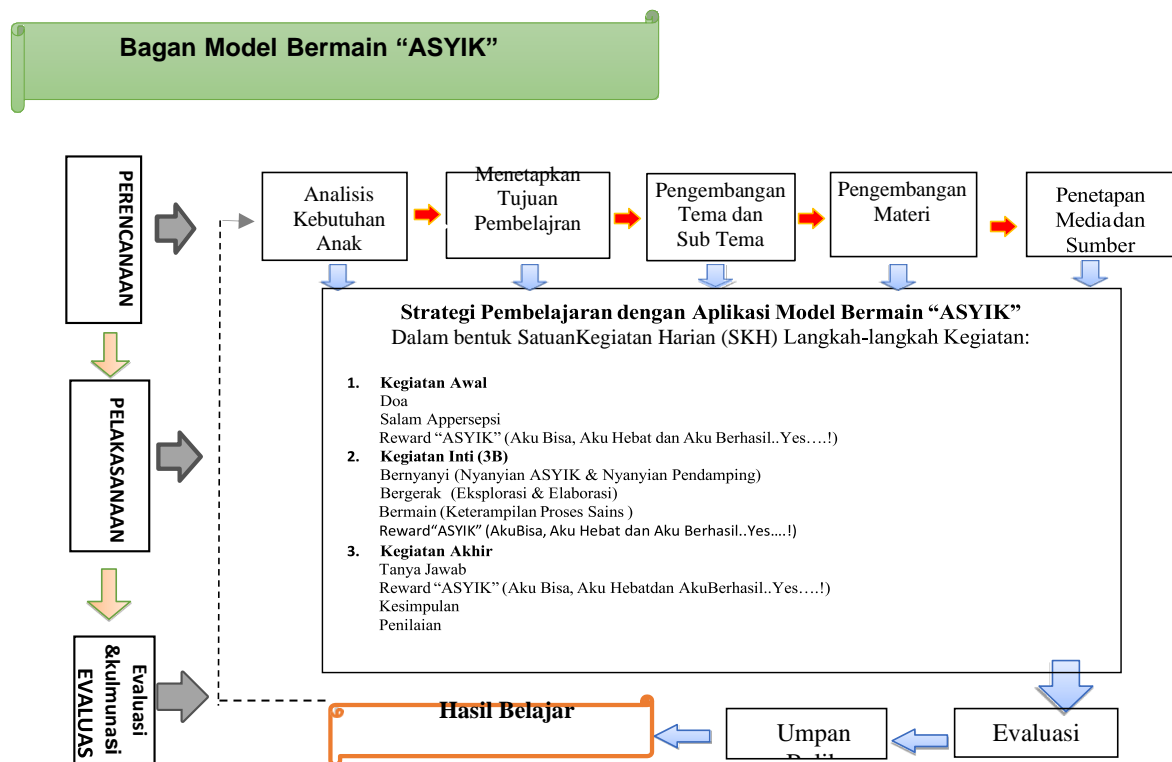 Bagan Model Bermain “ASYIK”
PERENCANAAN
Analisis
Kebutuhan
Anak
Menetapkan
Tujuan
Pembelajran
Pengembangan
Tema dan
Sub Tema
Pengembangan
Materi
Penetapan
Media dan
Sumber
PELAKASANAAN
Strategi Pembelajaran dengan Aplikasi Model Bermain “ASYIK”
Dalam bentuk SatuanKegiatan Harian (SKH) Langkah-langkah Kegiatan:
1. Kegiatan Awal
Doa
Salam Appersepsi
Reward “ASYIK” (Aku Bisa, Aku Hebat dan Aku Berhasil..Yes….!)
2. Kegiatan Inti (3B)
Bernyanyi (Nyanyian ASYIK & Nyanyian Pendamping)
Bergerak (Eksplorasi & Elaborasi)
Bermain (Keterampilan Proses Sains )
Reward“ASYIK” (AkuBisa, Aku Hebat dan Aku Berhasil..Yes….!)
3. Kegiatan Akhir
Tanya Jawab
Reward “ASYIK” (Aku Bisa, Aku Hebatdan AkuBerhasil..Yes….!)
Kesimpulan
Penilaian
Evaluasi
&kulmunasi
EVALUAS
Hasil Belajar
Umpan
Evaluasi